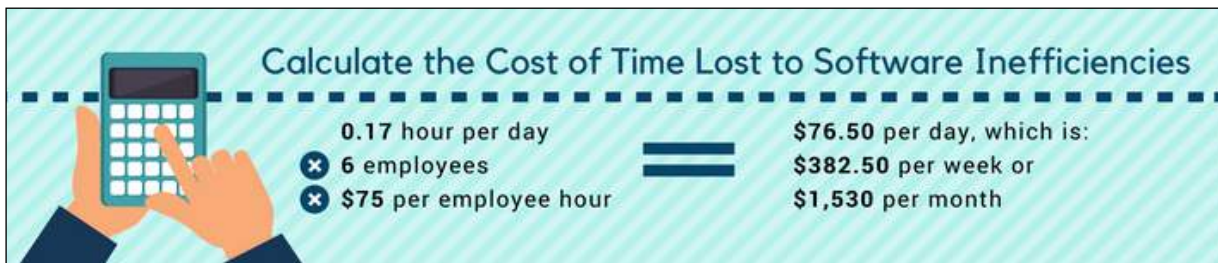 Calculate the Cost of Time Lost to Software Inefficiencies
0.17 hour per day
× 6 employees
× $75 per employee hour
=
$76.50 per day, which is:
$382.50 per week or
$1,530 per month